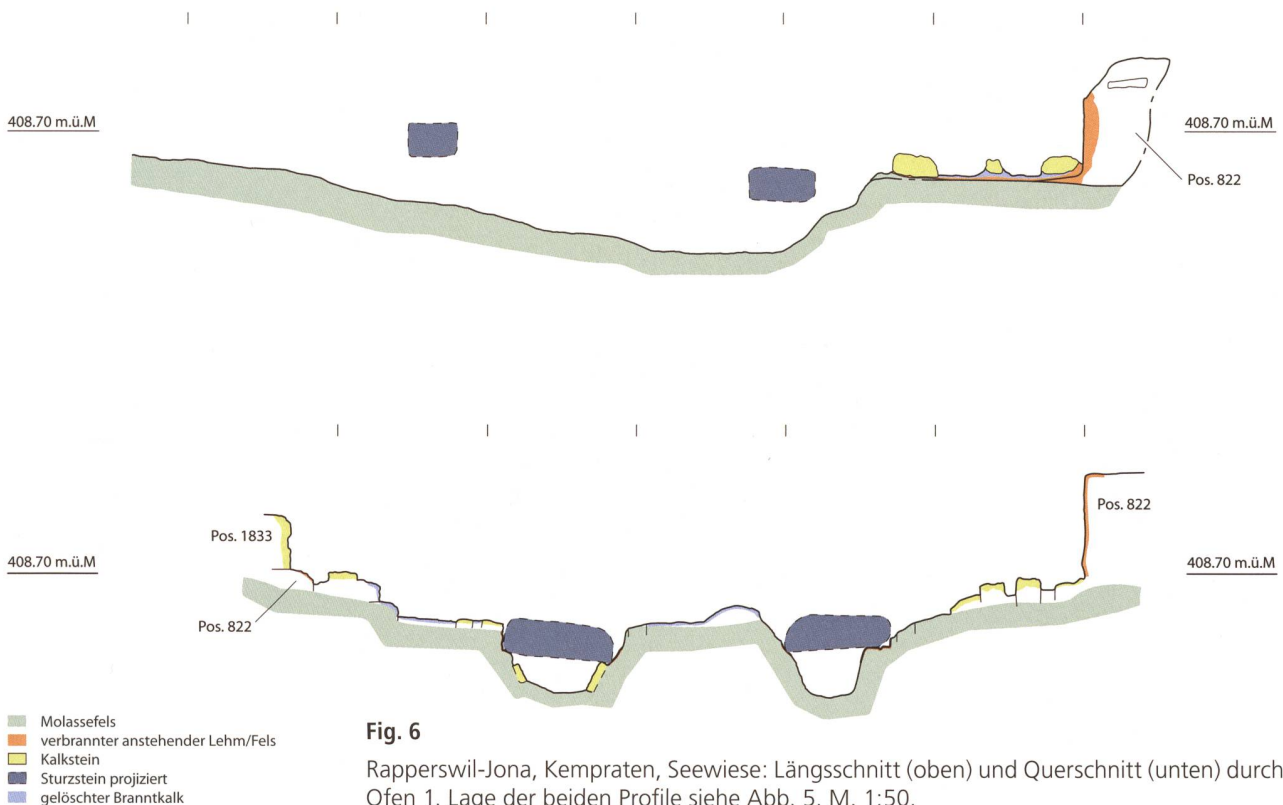 408.70 m.ü.M
408.70 m.ü.M
Pos. 822
Pos. 1833
Pos. 822
408.70 m.ü.M
408.70 m.ü.M
Pos. 822
Molassefels
verbrannter anstehender Lehm/Fels
Kalkstein
Sturzstein projiziert
gelöschter Branntkalk
Fig. 6
Rapperswil-Jona, Kempraten, Seewiese: Längsschnitt (oben) und Querschnitt (unten) durch
Ofen 1. Lage der beiden Profile siehe Abb. 5. M. 1:50.